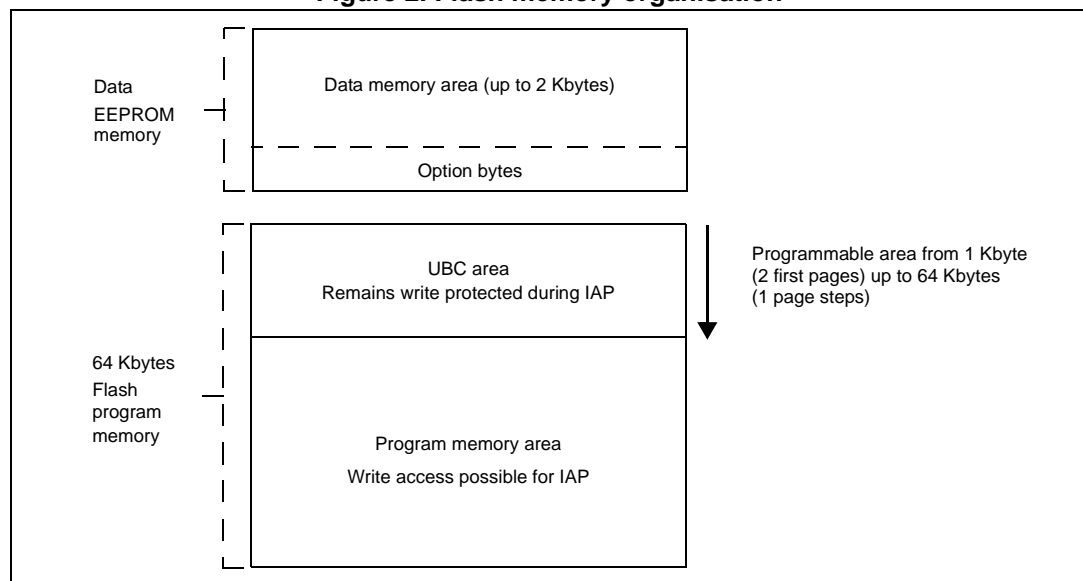 Figure 2. Flash memory organisation
Data memory area (up to 2 Kbytes)
Data
EEPROM
memory
Option bytes
UBC area
Remains write protected during IAP
Programmable area from 1 Kbyte
(2 first pages) up to 64 Kbytes
(1 page steps)
64 Kbytes
Flash
program
memory
Program memory area
Write access possible for IAP